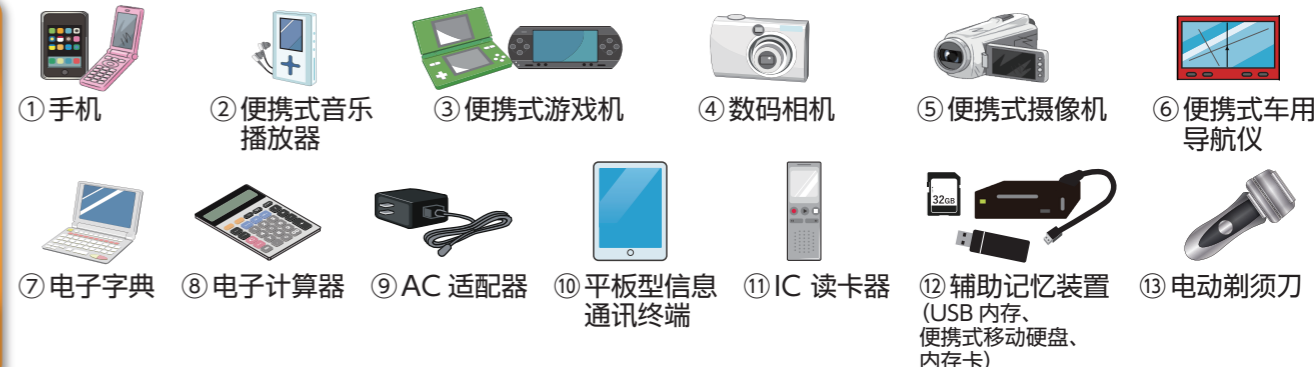 ①手机
②便携式音乐
播放器
③便携式游戏机
④数码相机
⑤便携式摄像机
⑥便携式车用
导航仪
32GB
⑦电子字典
⑧电子计算器
⑨AC 适配器
⑩平板型信息
通讯终端
⑪IC 读卡器
⑫辅助记忆装置
(USB 内存、
便携式移动硬盘、
内存卡)
⑬电动剃须刀